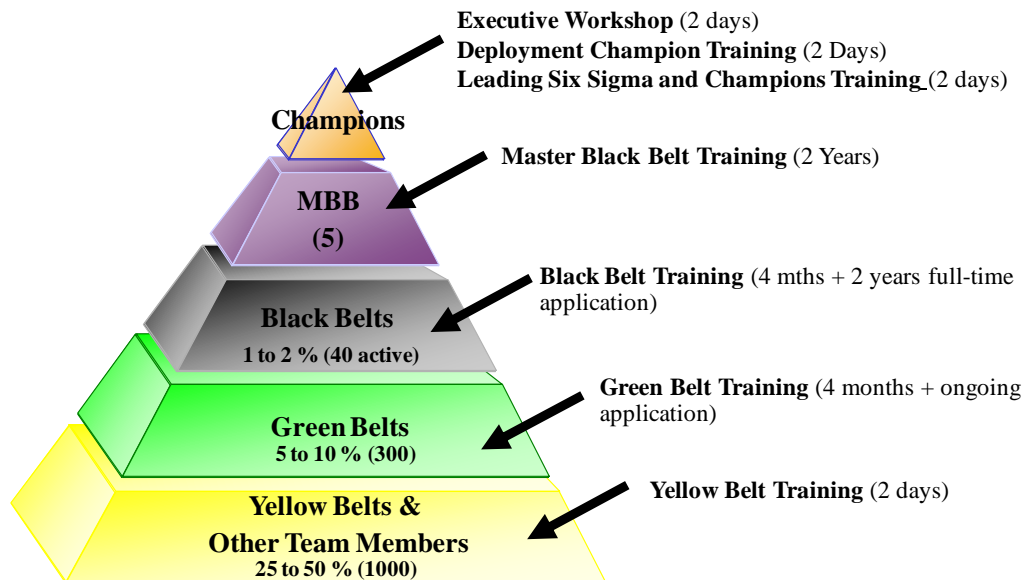 Executive Workshop (2 days)
Deployment Champion Training (2 Days)
Leading Six Sigma and Champions Training (2 days)
Champions
Master Black Belt Training (2 Years)
MBB
(5)
Black Belt Training (4 mths + 2 years full-time
application)
Black Belts
1 to 2 % (40 active)
Green Belt Training (4 months + ongoing
application)
Green Belts
5 to 10 % (300)
Yellow Belt Training (2 days)
Yellow Belts &
Other Team Members
25 to 50 % (1000)